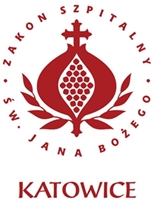 ZAKON SZPITALNY
ŚW. JANA BOŻEGO
KATOWICE